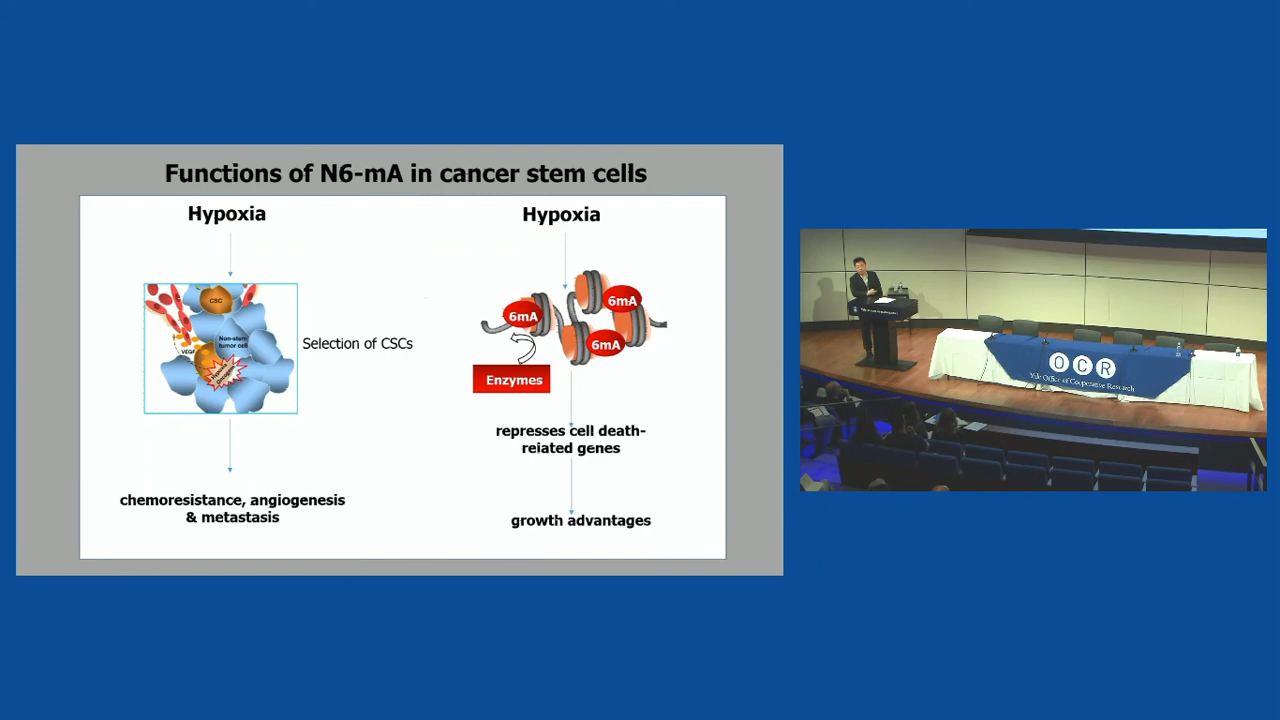 Functions of N6-mA in cancer stem cells
Hypoxia
CSC
Non-stem
tumor cell
VEGF
Selection of CSCs
chemoresistance, angiogenesis
& metastasis
Hypoxia
6mA
6mA
6mA
Enzymes
represses cell death-
related genes
growth advantages
OCR
Yale Office of Cooperative Research